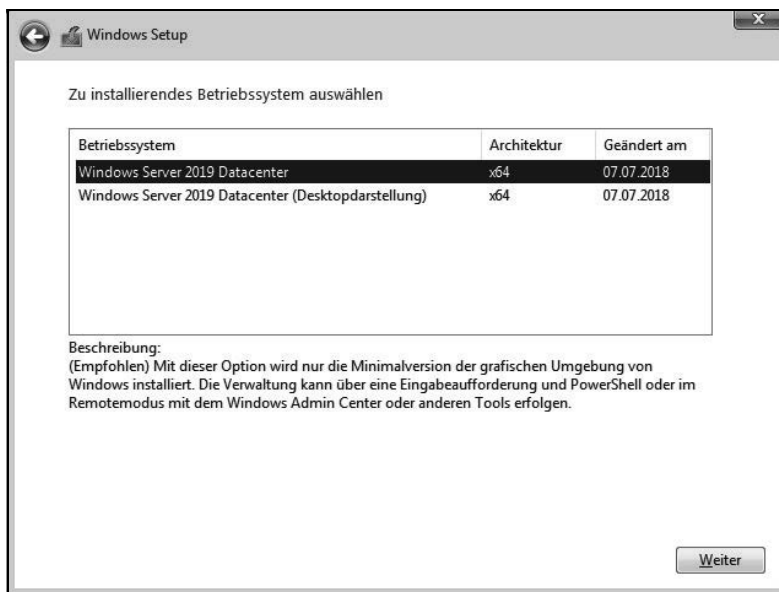 Windows Setup
Zu installierendes Betriebssystem auswählen
Betriebssystem Architektur Geändert am
Windows Server 2019 Datacenter x64 07.07.2018
Windows Server 2019 Datacenter (Desktopdarstellung) x64 07.07.2018
Beschreibung:
(Empfohlen) Mit dieser Option wird nur die Minimalversion der grafischen Umgebung von
Windows installiert. Die Verwaltung kann über eine Eingabeaufforderung und PowerShell oder im
Remotemodus mit dem Windows Admin Center oder anderen Tools erfolgen.
Weiter